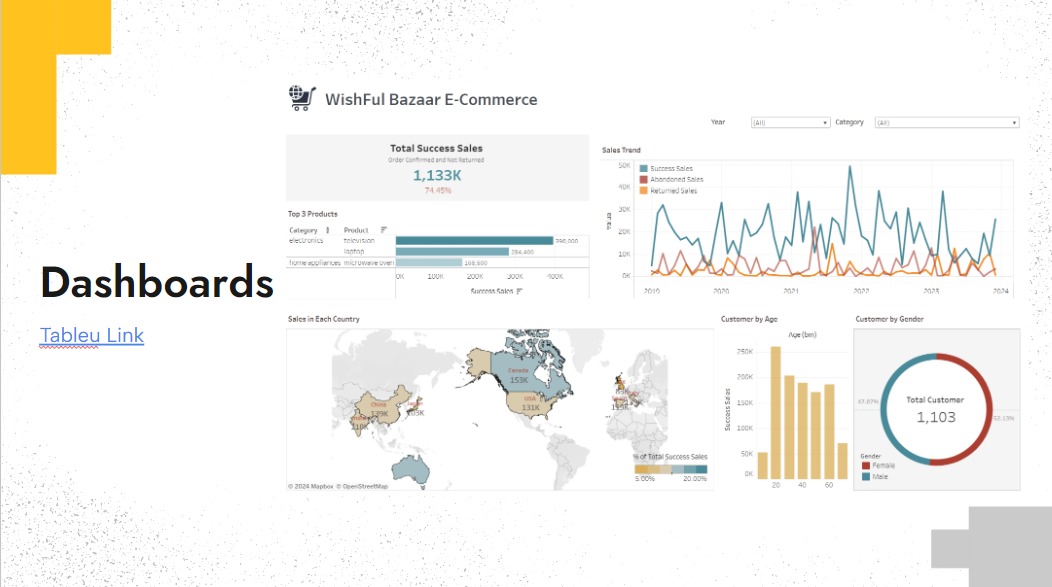 WishFul Bazaar E-Commerce
Year (All) Category (All)
Total Success Sales
Order Confirmed and Not Returned
1,133K
74.45%
Sales Trend
Success Sales
Abandoned Sales
Returned Sales
Value
50K
40K
30K
20K
10K
0K
2019 2020 2021 2022 2023 2024
Top 3 Products
Category Product
electronics television 396,000
laptop 284,400
home appliances microwave oven 168,600
0K 100K 200K 300K 400K
Success Sales
Dashboards
Tableu Link
Sales in Each Country
Canada
153K
USA
131K
China
139K
% of Total Success Sales
5.00% 20.00%
© 2024 Mapbox © OpenStreetMap
Customer by Age
Age (bin)
Success Sales
250K
200K
150K
100K
50K
0K
20 40 60
Customer by Gender
47.87%
Total Customer
1,103
52.13%
Gender
Female
Male